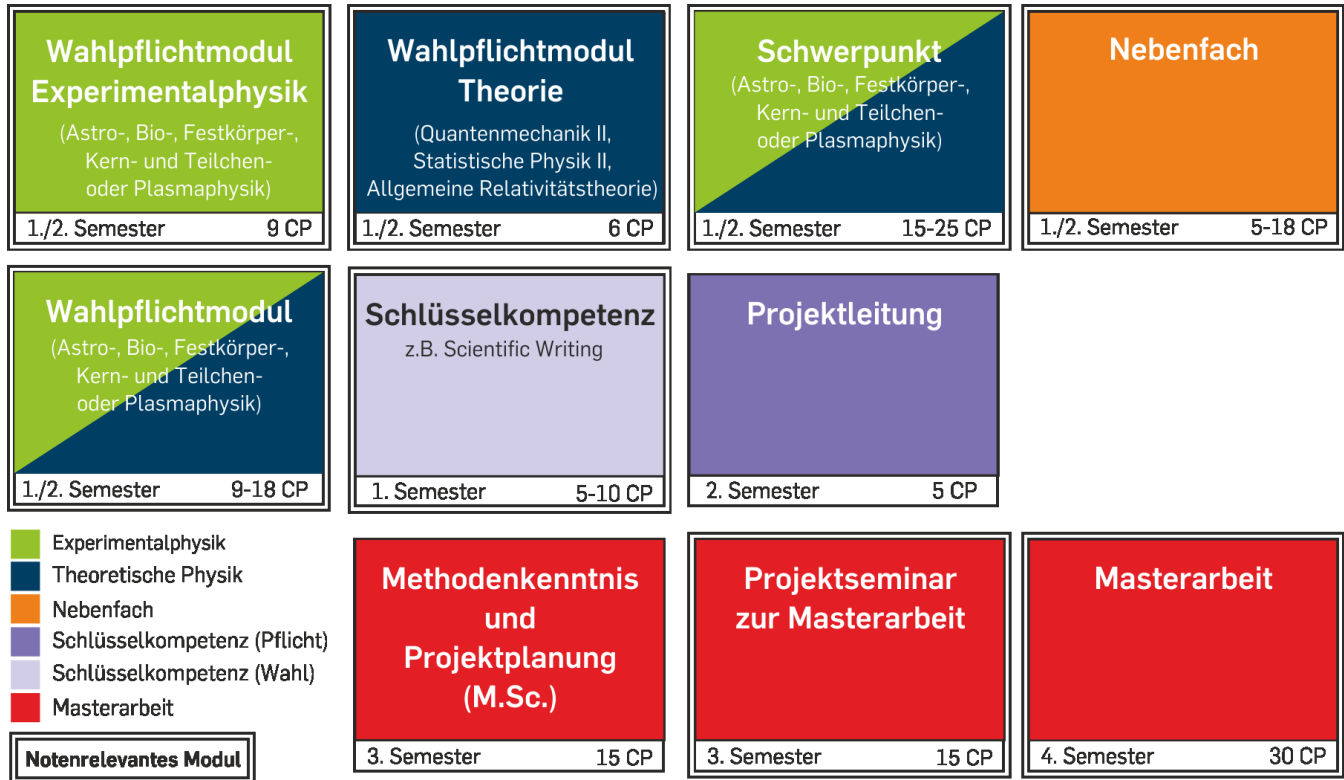 Wahlpflichtmodul
Experimentalphysik
(Astro-, Bio-, Festkörper-,
Kern- und Teilchen-
oder Plasmaphysik)
1./2. Semester 9 CP
Wahlpflichtmodul
Theorie
(Quantenmechanik II,
Statistische Physik II,
Allgemeine Relativitätstheorie)
1./2. Semester 6 CP
Schwerpunkt
(Astro-, Bio-, Festkörper-,
Kern- und Teilchen-
oder Plasmaphysik)
1./2. Semester 15-25 CP
Nebenfach
1./2. Semester 5-18 CP
Wahlpflichtmodul
(Astro-, Bio-, Festkörper-,
Kern- und Teilchen-
oder Plasmaphysik)
1./2. Semester 9-18 CP
Schlüsselkompetenz
z.B. Scientific Writing
1. Semester 5-10 CP
Projektleitung
2. Semester 5 CP
Experimentalphysik
Theoretische Physik
Nebenfach
Schlüsselkompetenz (Pflicht)
Schlüsselkompetenz (Wahl)
Masterarbeit
Notenrelevantes Modul
Methodenkenntnis
und
Projektplanung
(M.Sc.)
3. Semester 15 CP
Projektseminar
zur Masterarbeit
3. Semester 15 CP
Masterarbeit
4. Semester 30 CP